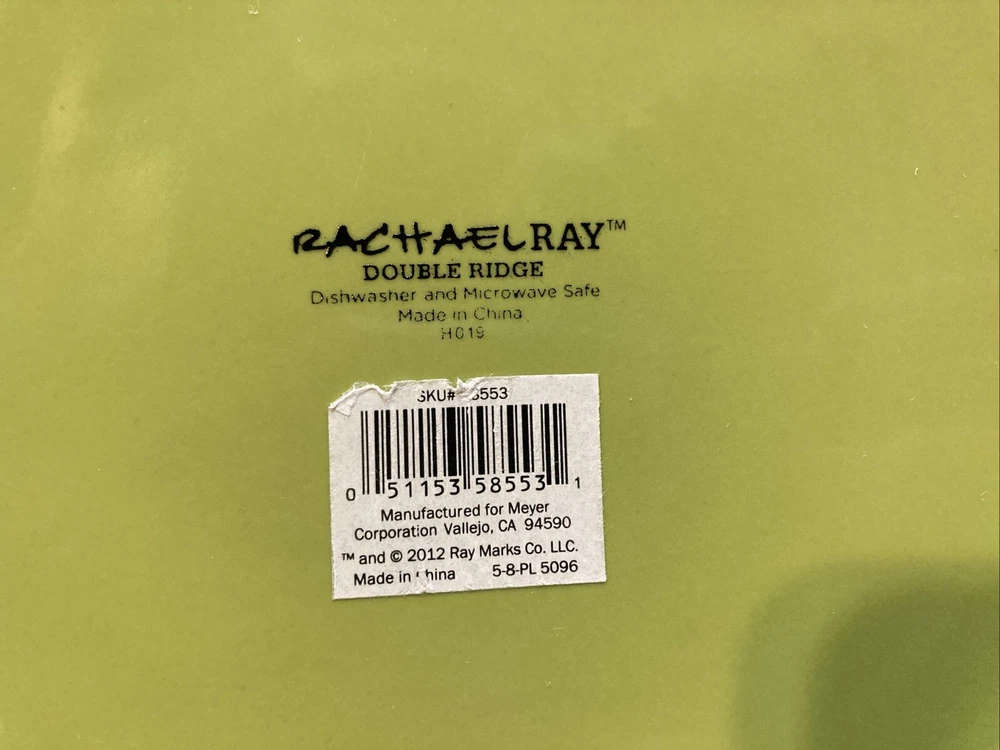 RACHAELRAY™
DOUBLE RIDGE
Dishwasher and Microwave Safe
Made in China
H019
SKU#
0 51153 58553 1
Manufactured for Meyer
Corporation Vallejo, CA 94590
™ and © 2012 Ray Marks Co. LLC.
Made in China 5-8-PL 5096